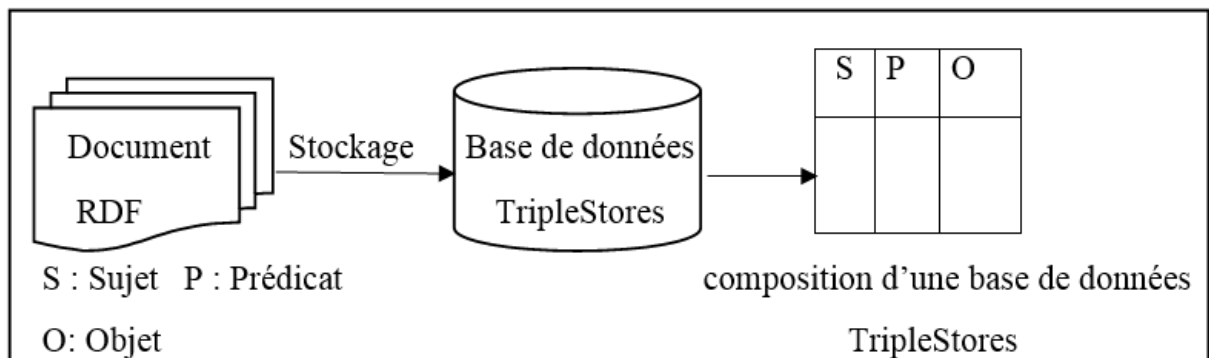 S P O
Document
RDF
Stockage
Base de données
TripleStores
S : Sujet P : Prédicat
O: Objet
composition d’une base de données
TripleStores